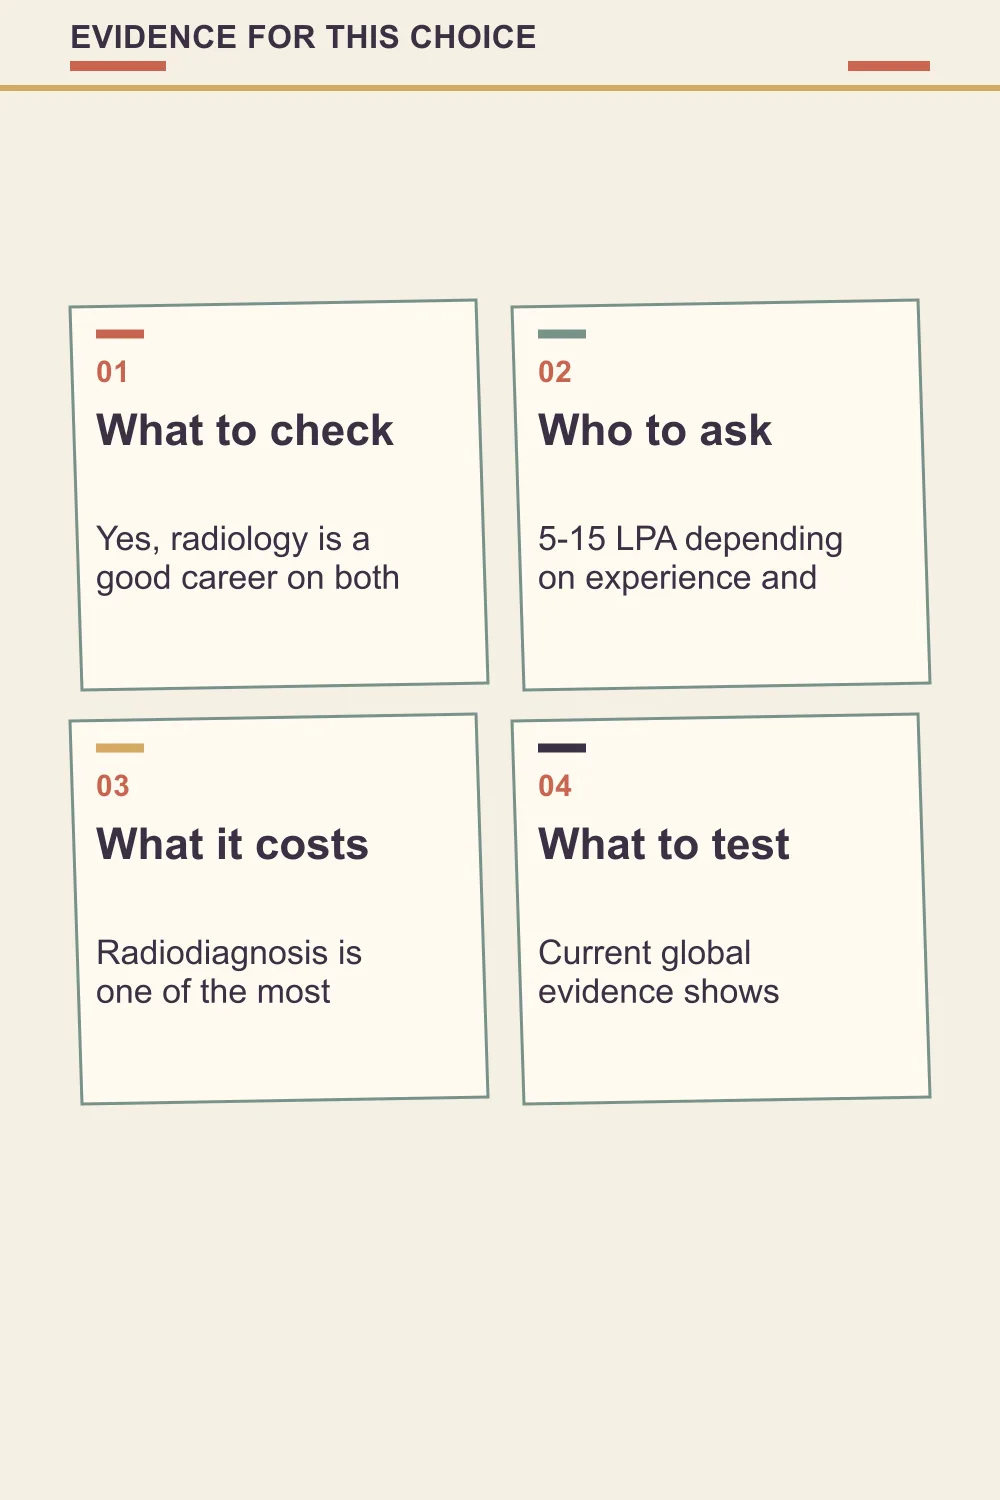 EVIDENCE FOR THIS CHOICE
01
What to check
Yes, radiology is a
good career on both
02
Who to ask
5-15 LPA depending
on experience and
03
What it costs
Radiodiagnosis is
one of the most
04
What to test
Current global
evidence shows